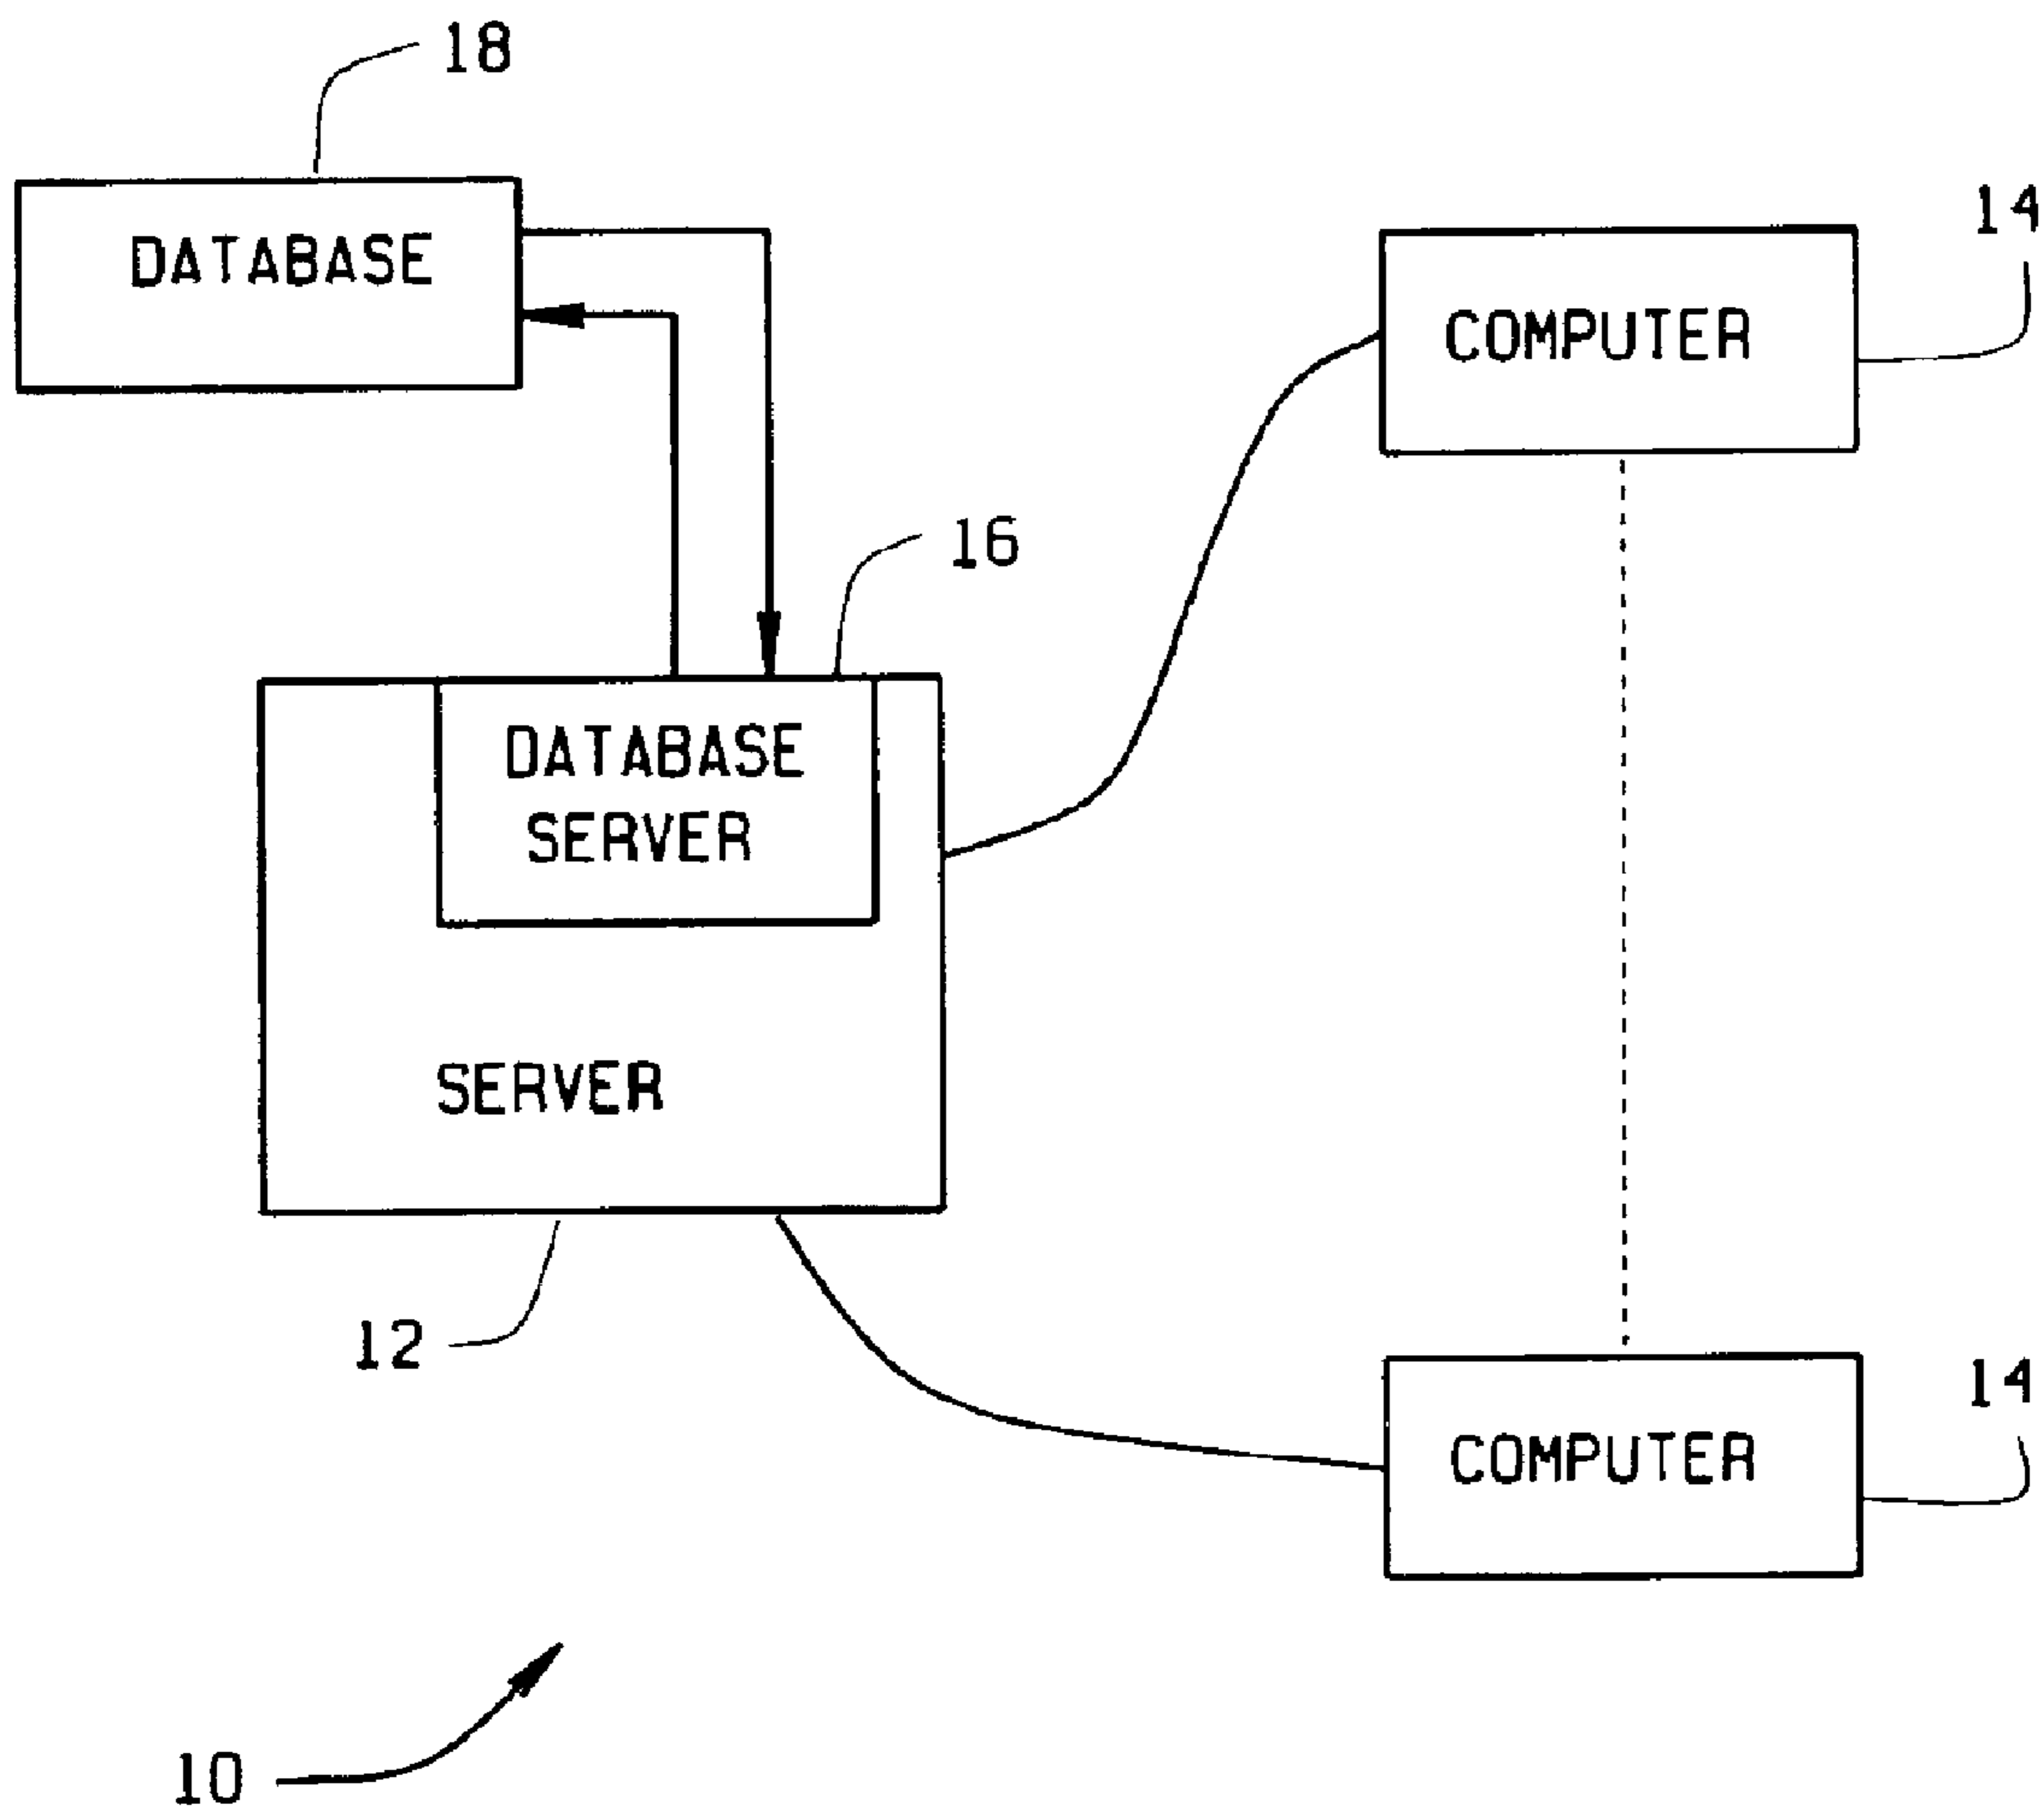 18
DATABASE
14
COMPUTER
16
DATABASE
SERVER
SERVER
12
14
COMPUTER
10